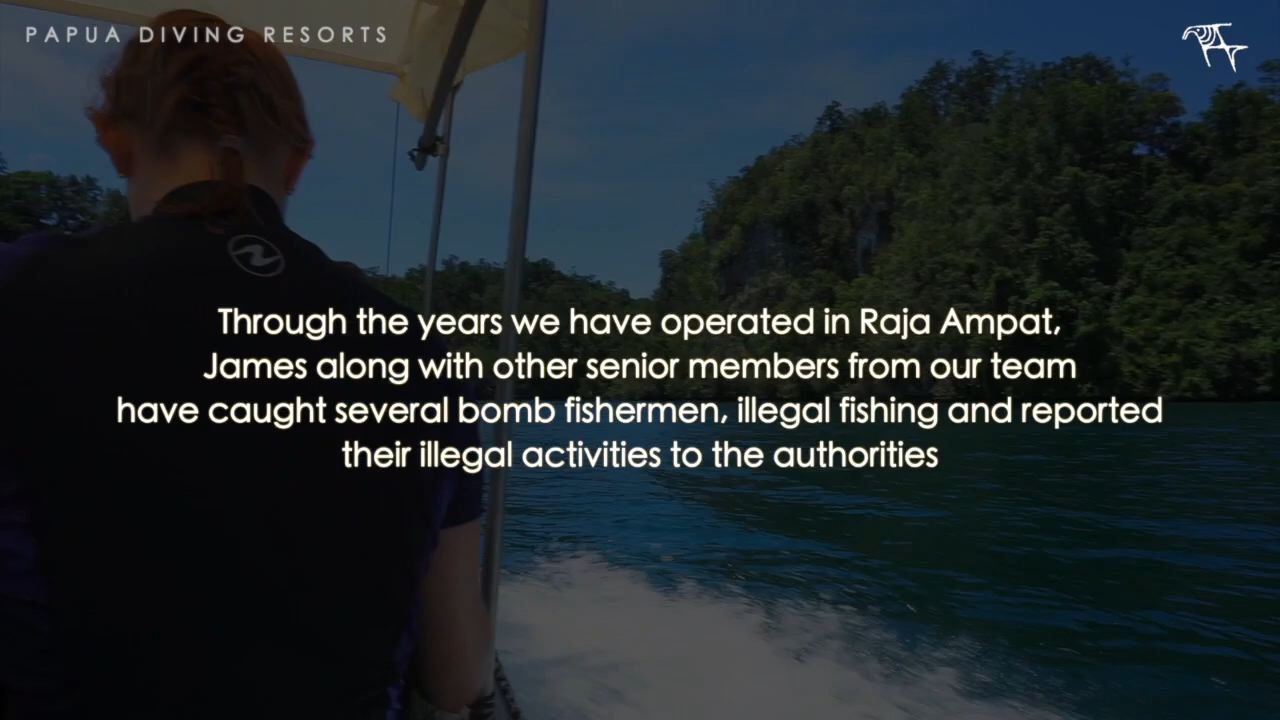 PAPUA DIVING RESORTS
Through the years we have operated in Raja Ampat,
James along with other senior members from our team
have caught several bomb fishermen, illegal fishing and reported
their illegal activities to the authorities